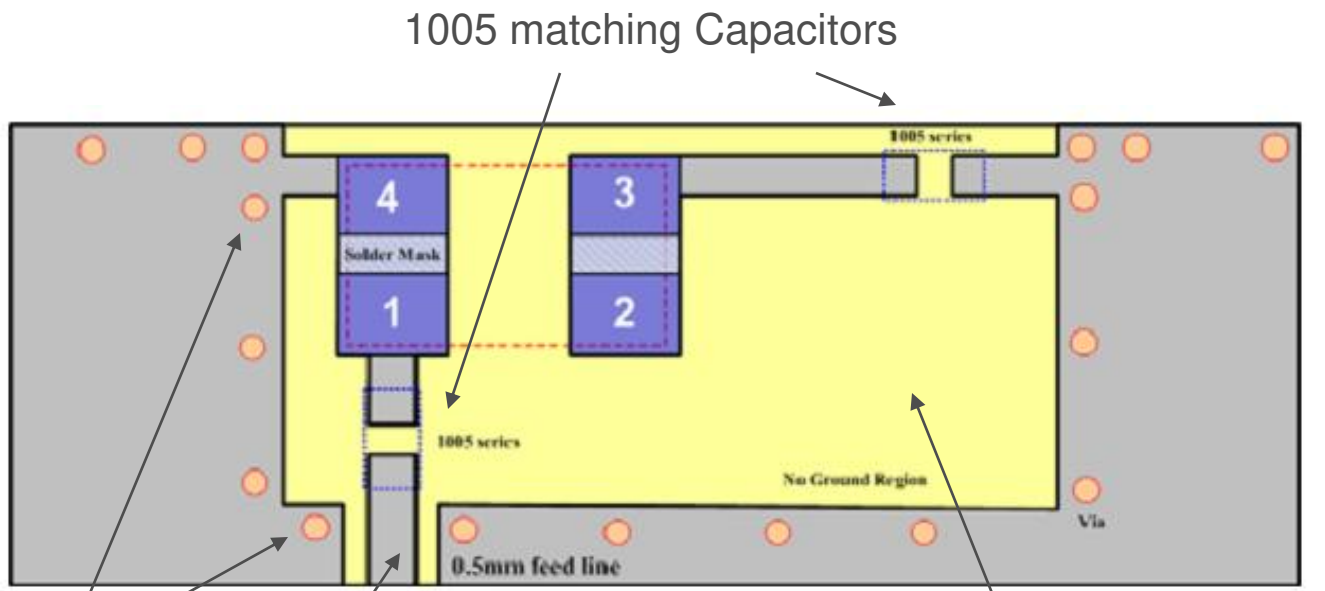 1005 matching Capacitors
1005 series
4
3
Solder Mask
1
2
1005 series
No Ground Region
Via
0.5mm feed line